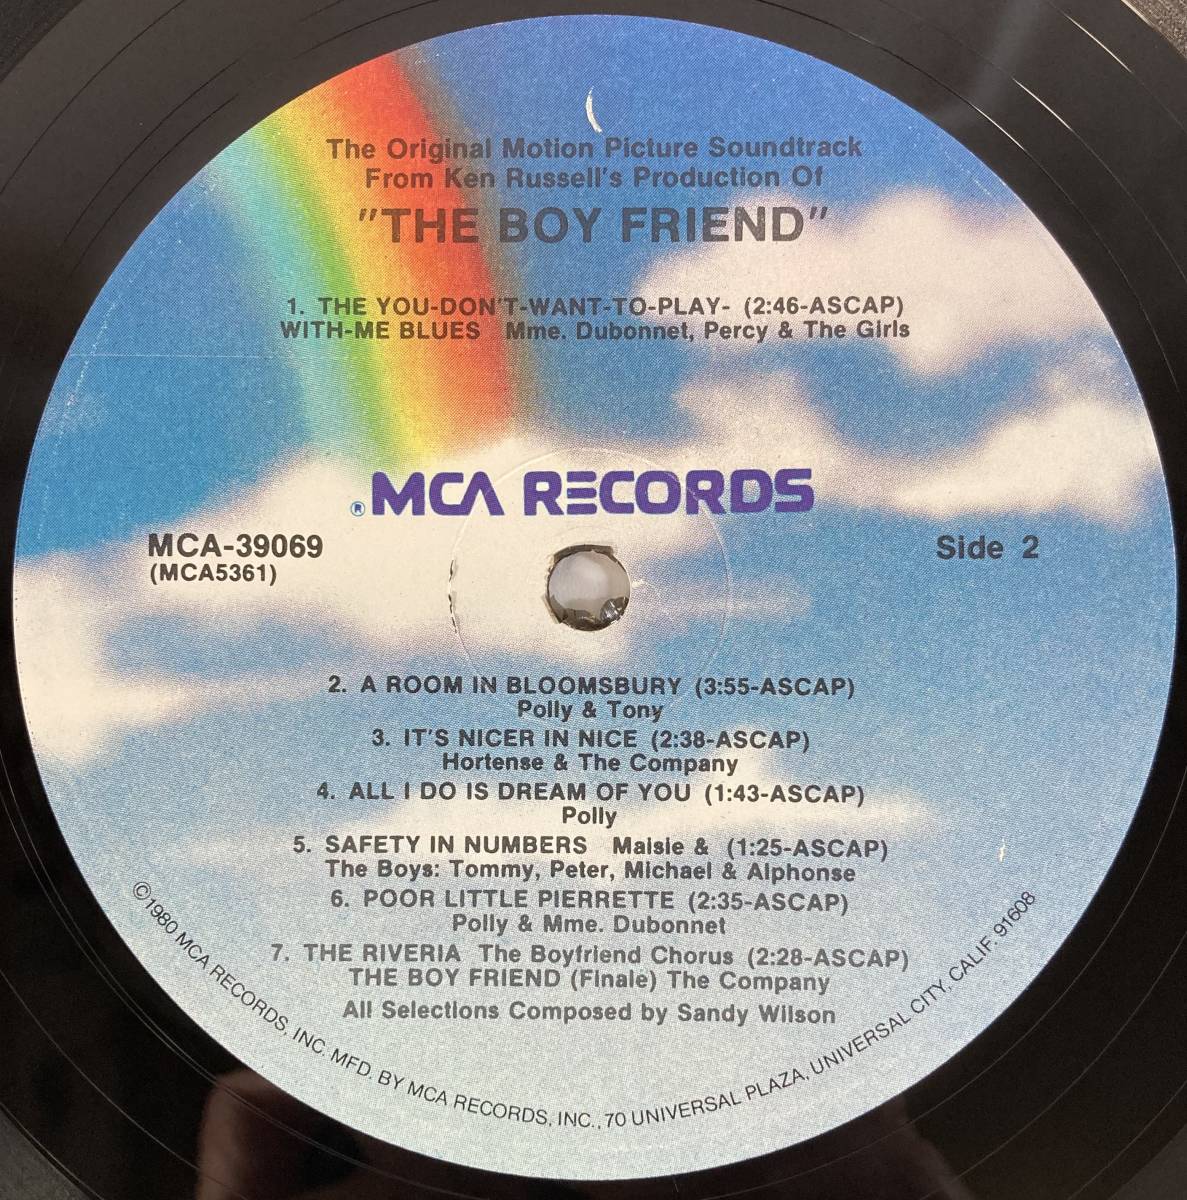 The Original Motion Picture Soundtrack
From Ken Russell's Production Of
"THE BOY FRIEND"
1. THE YOU-DON'T-WANT-TO-PLAY- (2:46-ASCAP)
WITH-ME BLUES Mme. Dubonnet, Percy & The Girls
® MCA RECORDS
MCA-39069
(MCA5361)
Side 2
2. A ROOM IN BLOOMSBURY (3:55-ASCAP)
Polly & Tony
3. IT'S NICER IN NICE (2:38-ASCAP)
Hortense & The Company
4. ALL I DO IS DREAM OF YOU (1:43-ASCAP)
Polly
5. SAFETY IN NUMBERS Maisie & (1:25-ASCAP)
The Boys: Tommy, Peter, Michael & Alphonse
6. POOR LITTLE PIERRETTE (2:35-ASCAP)
Polly & Mme. Dubonnet
7. THE RIVERIA The Boyfriend Chorus (2:28-ASCAP)
THE BOY FRIEND (Finale) The Company
All Selections Composed by Sandy Wilson
©1980 MCA RECORDS, INC. MFD. BY MCA RECORDS, INC., 70 UNIVERSAL PLAZA, UNIVERSAL CITY, CALIF. 91608